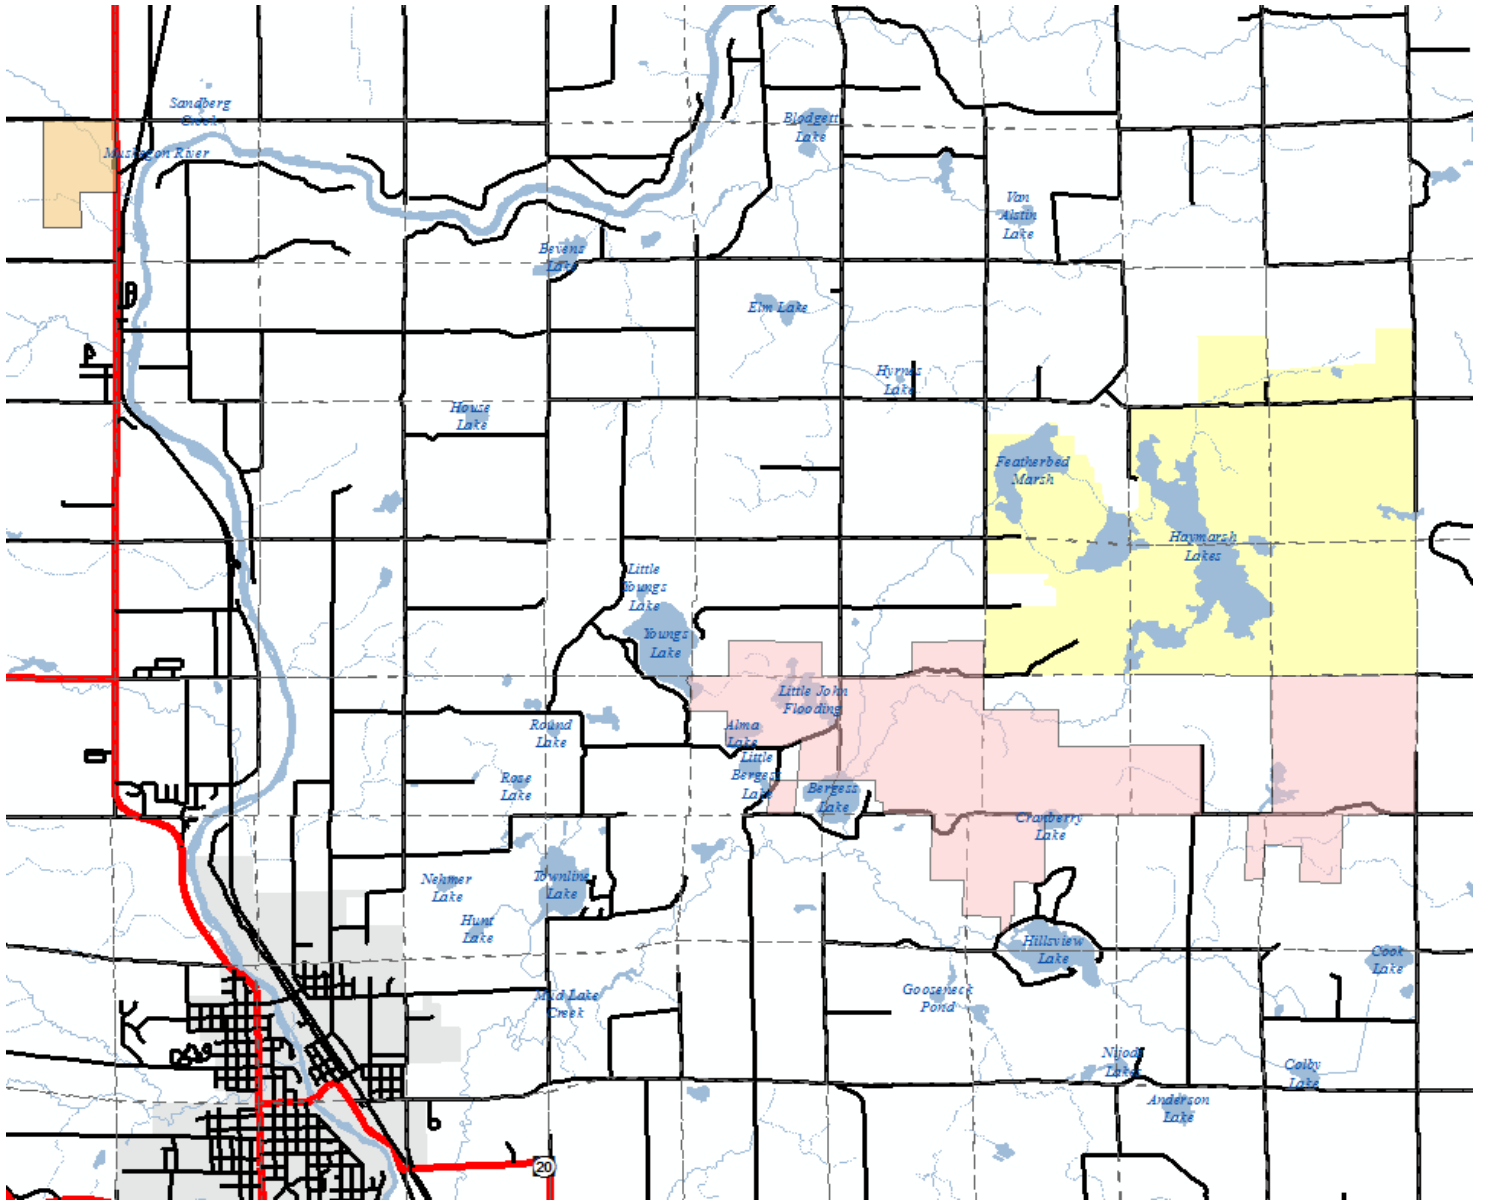 Sandberg
Creek
Muskegon River
Blodgett
Lake
Van
Alstin
Lake
Bevens
Lake
Elm Lake
Hyrnes
Lake
House
Lake
Featherbed
Marsh
Haymarsh
Lakes
Little
Youngs
Lake
Youngs
Lake
Little John
Flooding
Round
Lake
Alma
Lake
Little
Bergess
Lake
Rose
Lake
Bergess
Lake
Cranberry
Lake
Nehmer
Lake
Townline
Lake
Hunt
Lake
Hillsview
Lake
Cook
Lake
Mud Lake
Creek
Gooseneck
Pond
Nijods
Lakes
Colby
Lake
Anderson
Lake
20